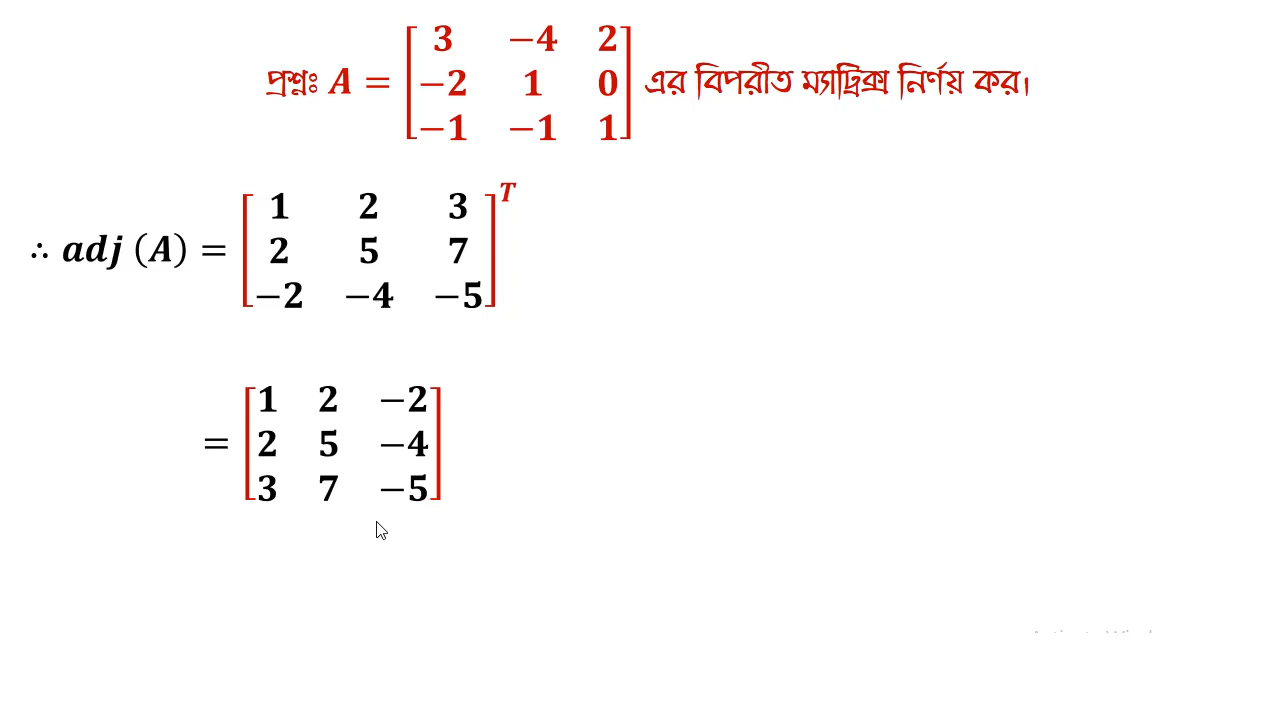 প্রশ্নঃ A = [3 −4 2; −2 1 0; −1 −1 1] এর বিপরীত ম্যাট্রিক্স নির্ণয় কর।
∴ adj (A) = [1 2 3; 2 5 7; −2 −4 −5]ᵀ
= [1 2 −2; 2 5 −4; 3 7 −5]